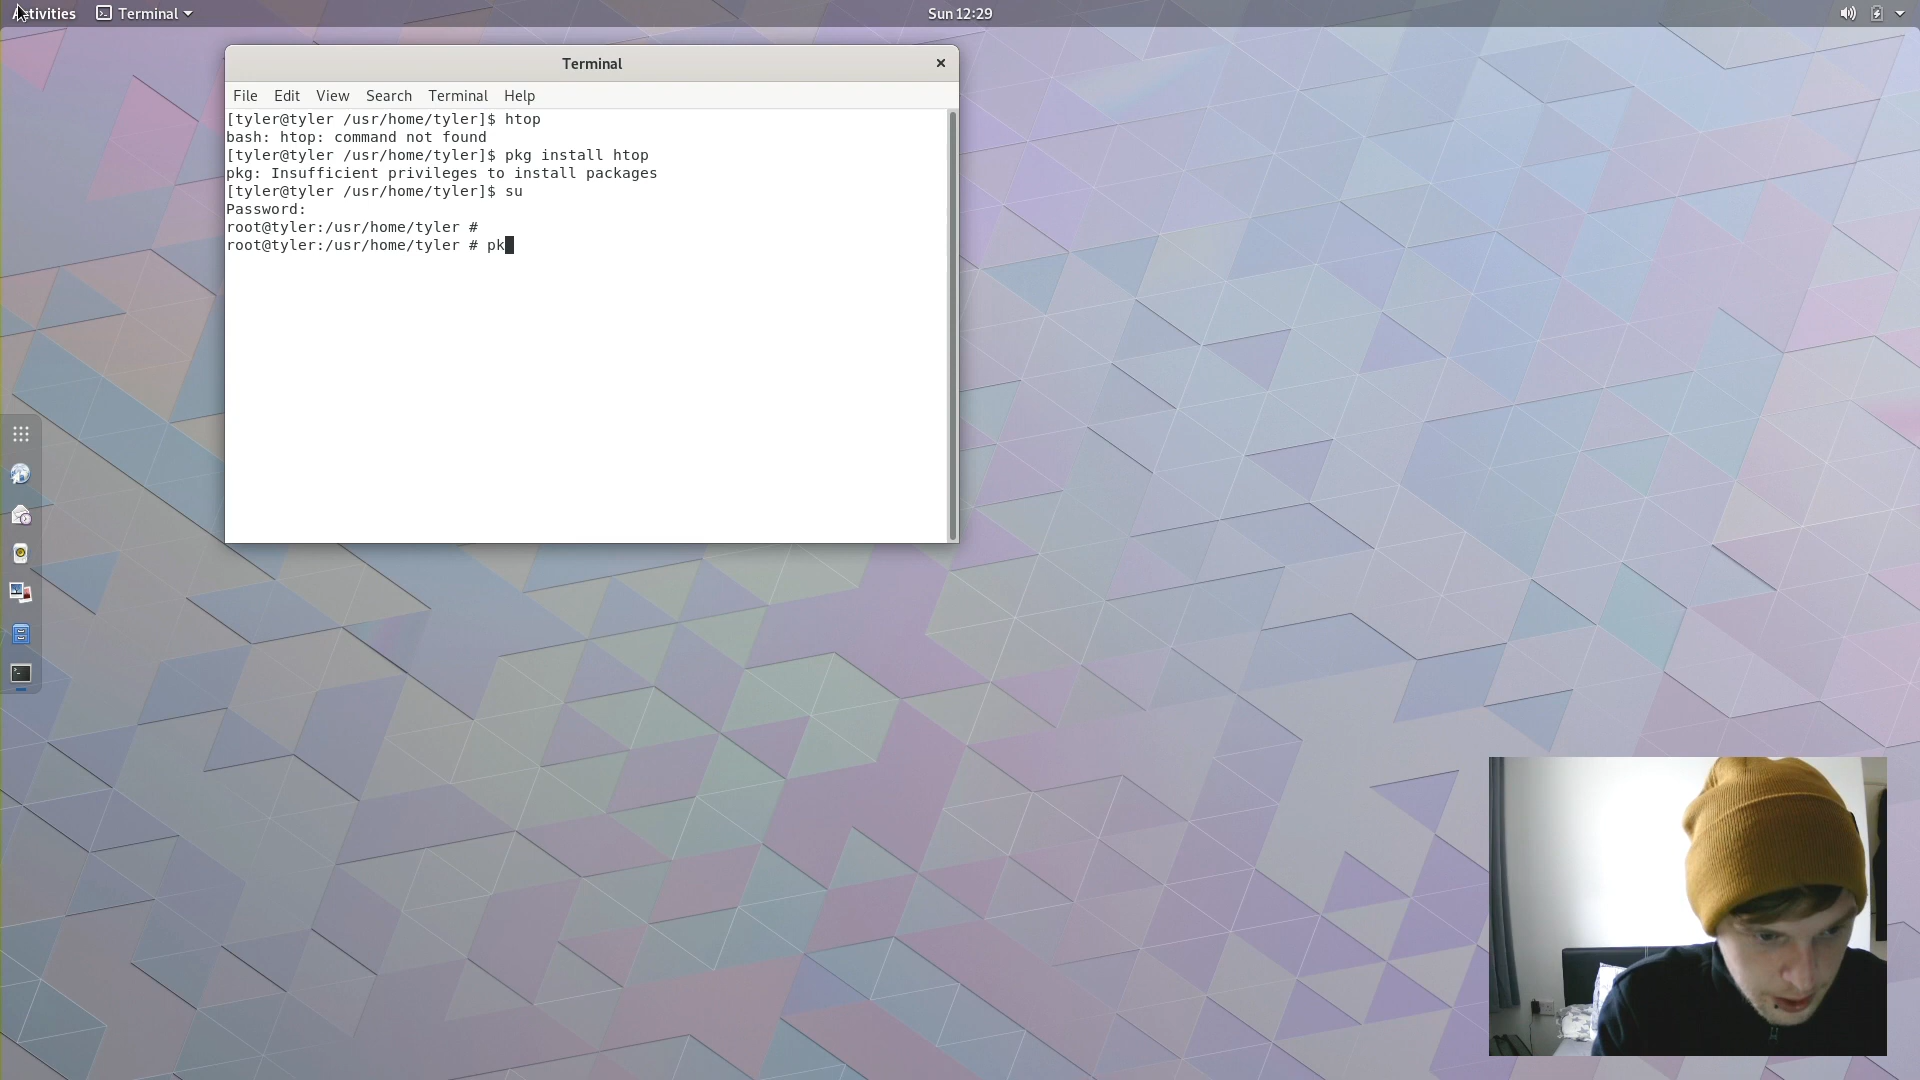 Activities
Terminal
Sun 12:29
Terminal
File Edit View Search Terminal Help
[tyler@tyler /usr/home/tyler]$ htop
bash: htop: command not found
[tyler@tyler /usr/home/tyler]$ pkg install htop
pkg: Insufficient privileges to install packages
[tyler@tyler /usr/home/tyler]$ su
Password:
root@tyler:/usr/home/tyler #
root@tyler:/usr/home/tyler # pk